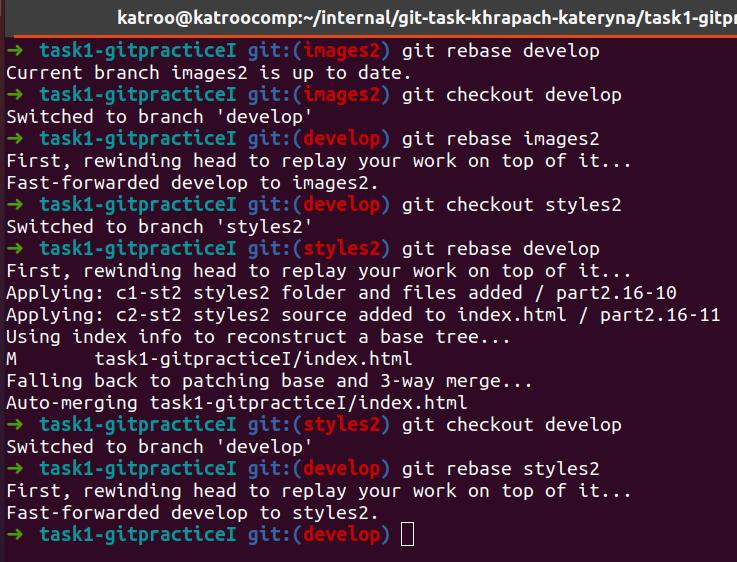 katroo@katroocomp:~/internal/git-task-khrapach-kateryna/task1-gitpr
→ task1-gitpracticeI git:(images2) git rebase develop
Current branch images2 is up to date.
→ task1-gitpracticeI git:(images2) git checkout develop
Switched to branch 'develop'
→ task1-gitpracticeI git:(develop) git rebase images2
First, rewinding head to replay your work on top of it...
Fast-forwarded develop to images2.
→ task1-gitpracticeI git:(develop) git checkout styles2
Switched to branch 'styles2'
→ task1-gitpracticeI git:(styles2) git rebase develop
First, rewinding head to replay your work on top of it...
Applying: c1-st2 styles2 folder and files added / part2.16-10
Applying: c2-st2 styles2 source added to index.html / part2.16-11
Using index info to reconstruct a base tree...
M       task1-gitpracticeI/index.html
Falling back to patching base and 3-way merge...
Auto-merging task1-gitpracticeI/index.html
→ task1-gitpracticeI git:(styles2) git checkout develop
Switched to branch 'develop'
→ task1-gitpracticeI git:(develop) git rebase styles2
First, rewinding head to replay your work on top of it...
Fast-forwarded develop to styles2.
→ task1-gitpracticeI git:(develop)